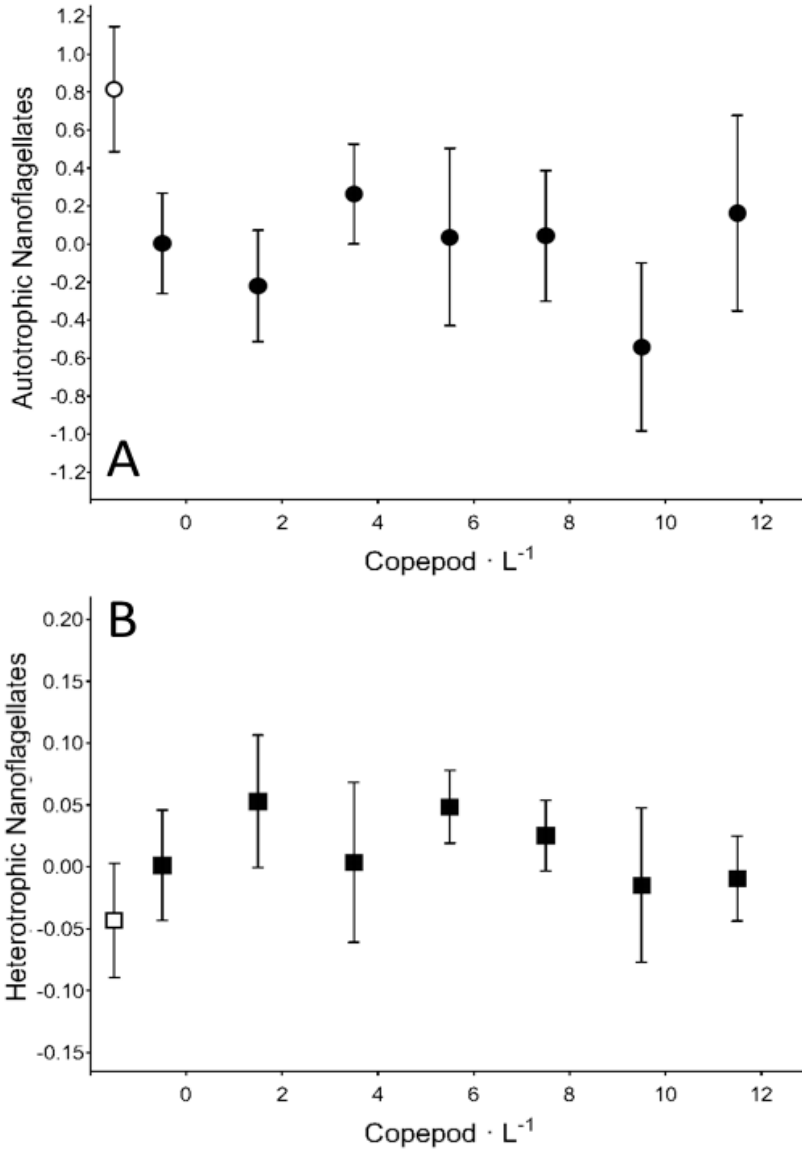 1.2
1.0
0.8
0.6
0.4
0.2
0.0
-0.2
-0.4
-0.6
-0.8
-1.0
-1.2
Autotrophic Nanoflagellates
A
0 2 4 6 8 10 12
Copepod · L⁻¹
B
0.20
0.15
0.10
0.05
0.00
-0.05
-0.10
-0.15
Heterotrophic Nanoflagellates
0 2 4 6 8 10 12
Copepod · L⁻¹